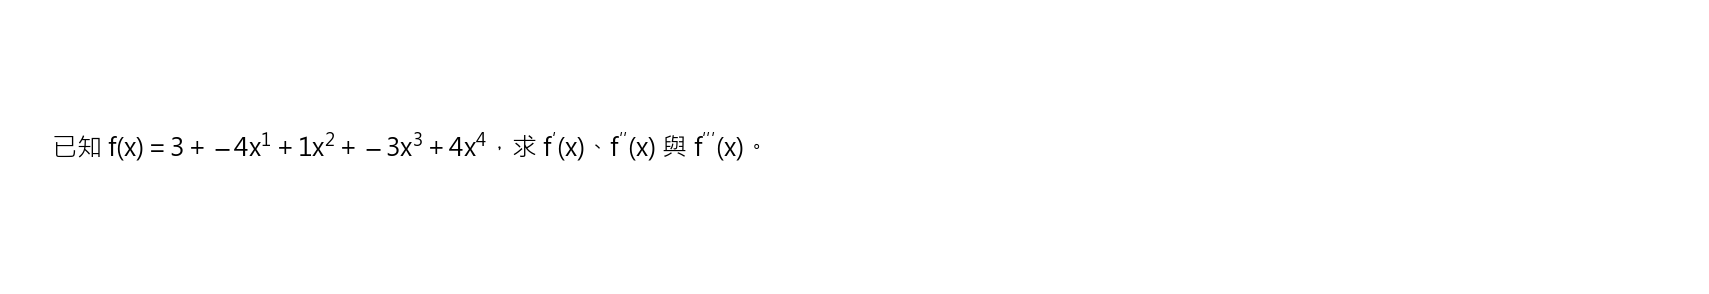 已知 f(x) = 3 + −4x¹ + 1x² + −3x³ + 4x⁴，求 f′(x)、f′′(x) 與 f′′′(x)。